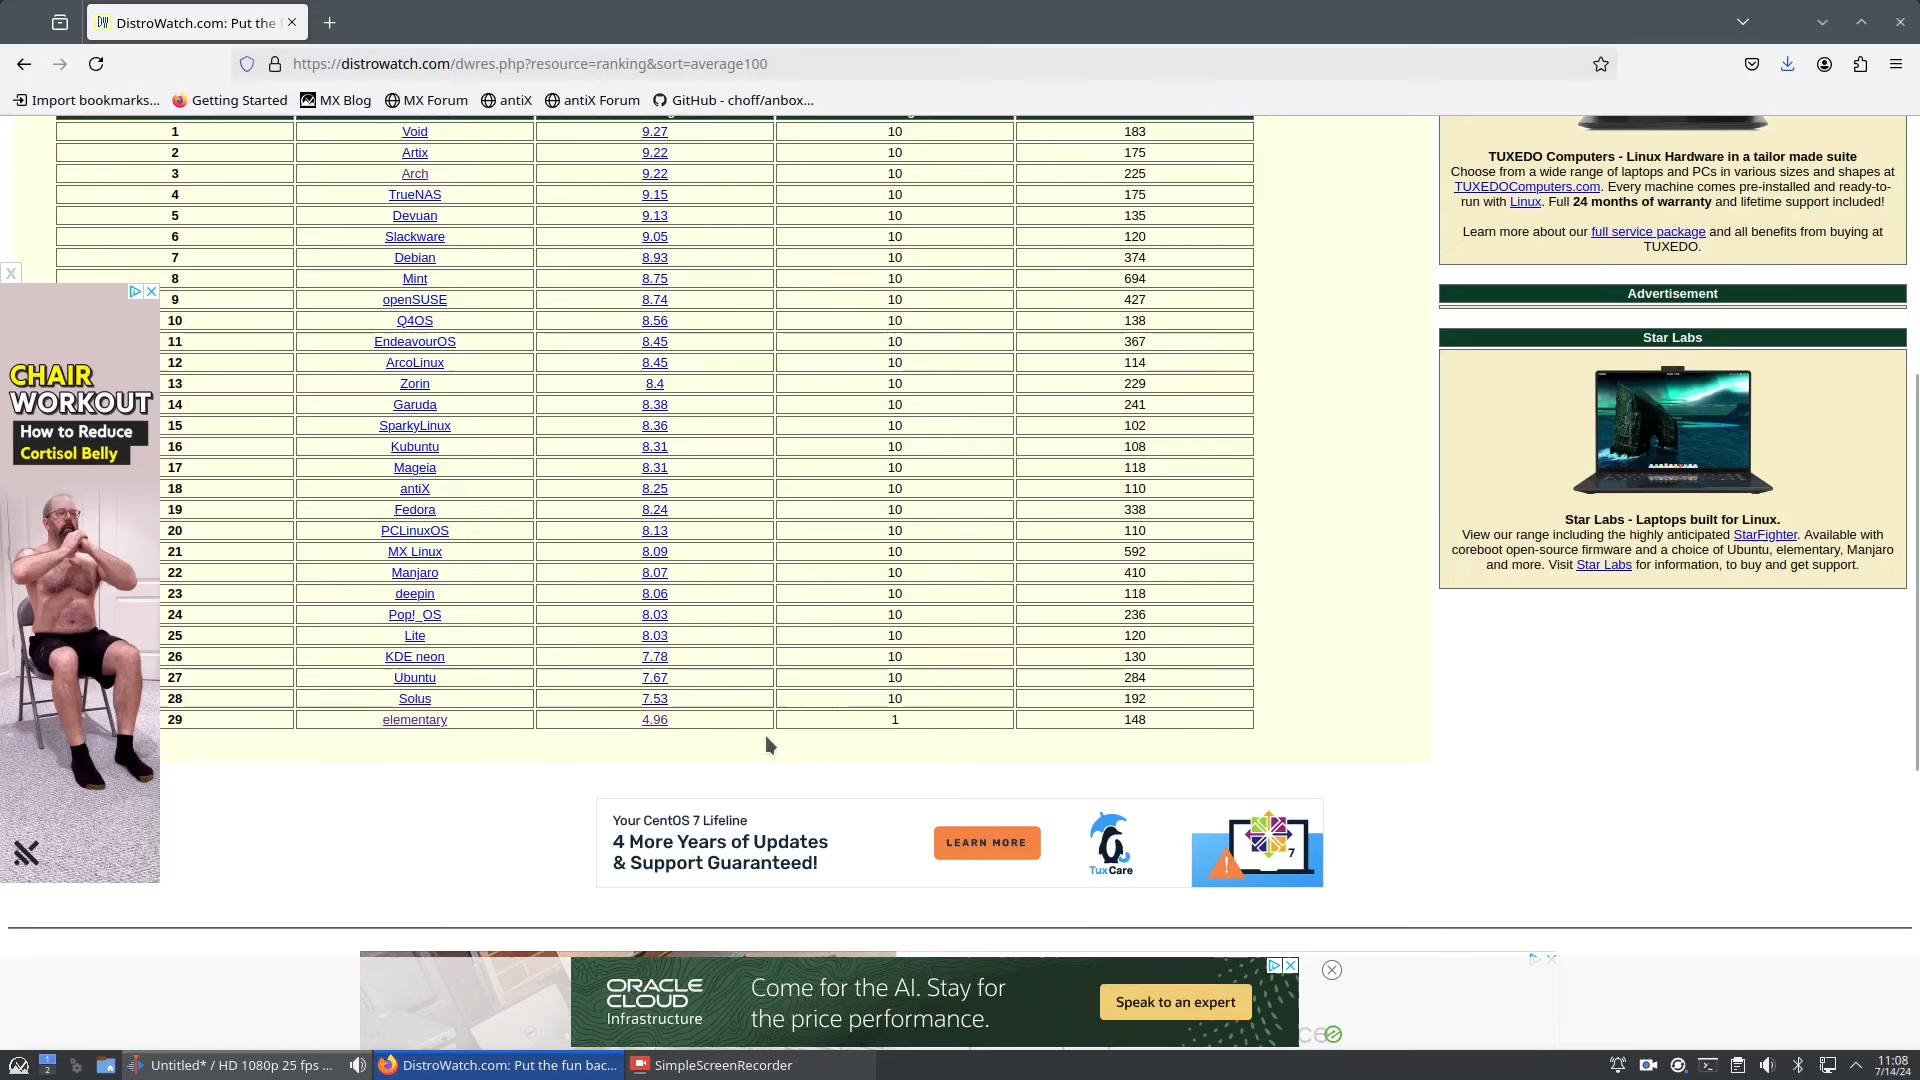 DistroWatch.com: Put the f
https://distrowatch.com/dwres.php?resource=ranking&sort=average100
Import bookmarks... Getting Started MX Blog MX Forum antiX antiX Forum GitHub - choff/anbox...
1 Void 9.27 10 183
2 Artix 9.22 10 175
3 Arch 9.22 10 225
4 TrueNAS 9.15 10 175
5 Devuan 9.13 10 135
6 Slackware 9.05 10 120
7 Debian 8.93 10 374
8 Mint 8.75 10 694
9 openSUSE 8.74 10 427
10 Q4OS 8.56 10 138
11 EndeavourOS 8.45 10 367
12 ArcoLinux 8.45 10 114
13 Zorin 8.4 10 229
14 Garuda 8.38 10 241
15 SparkyLinux 8.36 10 102
16 Kubuntu 8.31 10 108
17 Mageia 8.31 10 118
18 antiX 8.25 10 110
19 Fedora 8.24 10 338
20 PCLinuxOS 8.13 10 110
21 MX Linux 8.09 10 592
22 Manjaro 8.07 10 410
23 deepin 8.06 10 118
24 Pop!_OS 8.03 10 236
25 Lite 8.03 10 120
26 KDE neon 7.78 10 130
27 Ubuntu 7.67 10 284
28 Solus 7.53 10 192
29 elementary 4.96 1 148
X
CHAIR
WORKOUT
How to Reduce
Cortisol Belly
TUXEDO Computers - Linux Hardware in a tailor made suite
Choose from a wide range of laptops and PCs in various sizes and shapes at
TUXEDOComputers.com. Every machine comes pre-installed and ready-to-
run with Linux. Full 24 months of warranty and lifetime support included!
Learn more about our full service package and all benefits from buying at
TUXEDO.
Advertisement
Star Labs
Star Labs - Laptops built for Linux.
View our range including the highly anticipated StarFighter. Available with
coreboot open-source firmware and a choice of Ubuntu, elementary, Manjaro
and more. Visit Star Labs for information, to buy and get support.
Your CentOS 7 Lifeline
4 More Years of Updates
& Support Guaranteed!
LEARN MORE
TuxCare
7
ORACLE
CLOUD
Infrastructure
Come for the AI. Stay for
the price performance.
Speak to an expert
ce
1
2
Untitled* / HD 1080p 25 fps ...
DistroWatch.com: Put the fun bac...
SimpleScreenRecorder
11:08
7/14/24